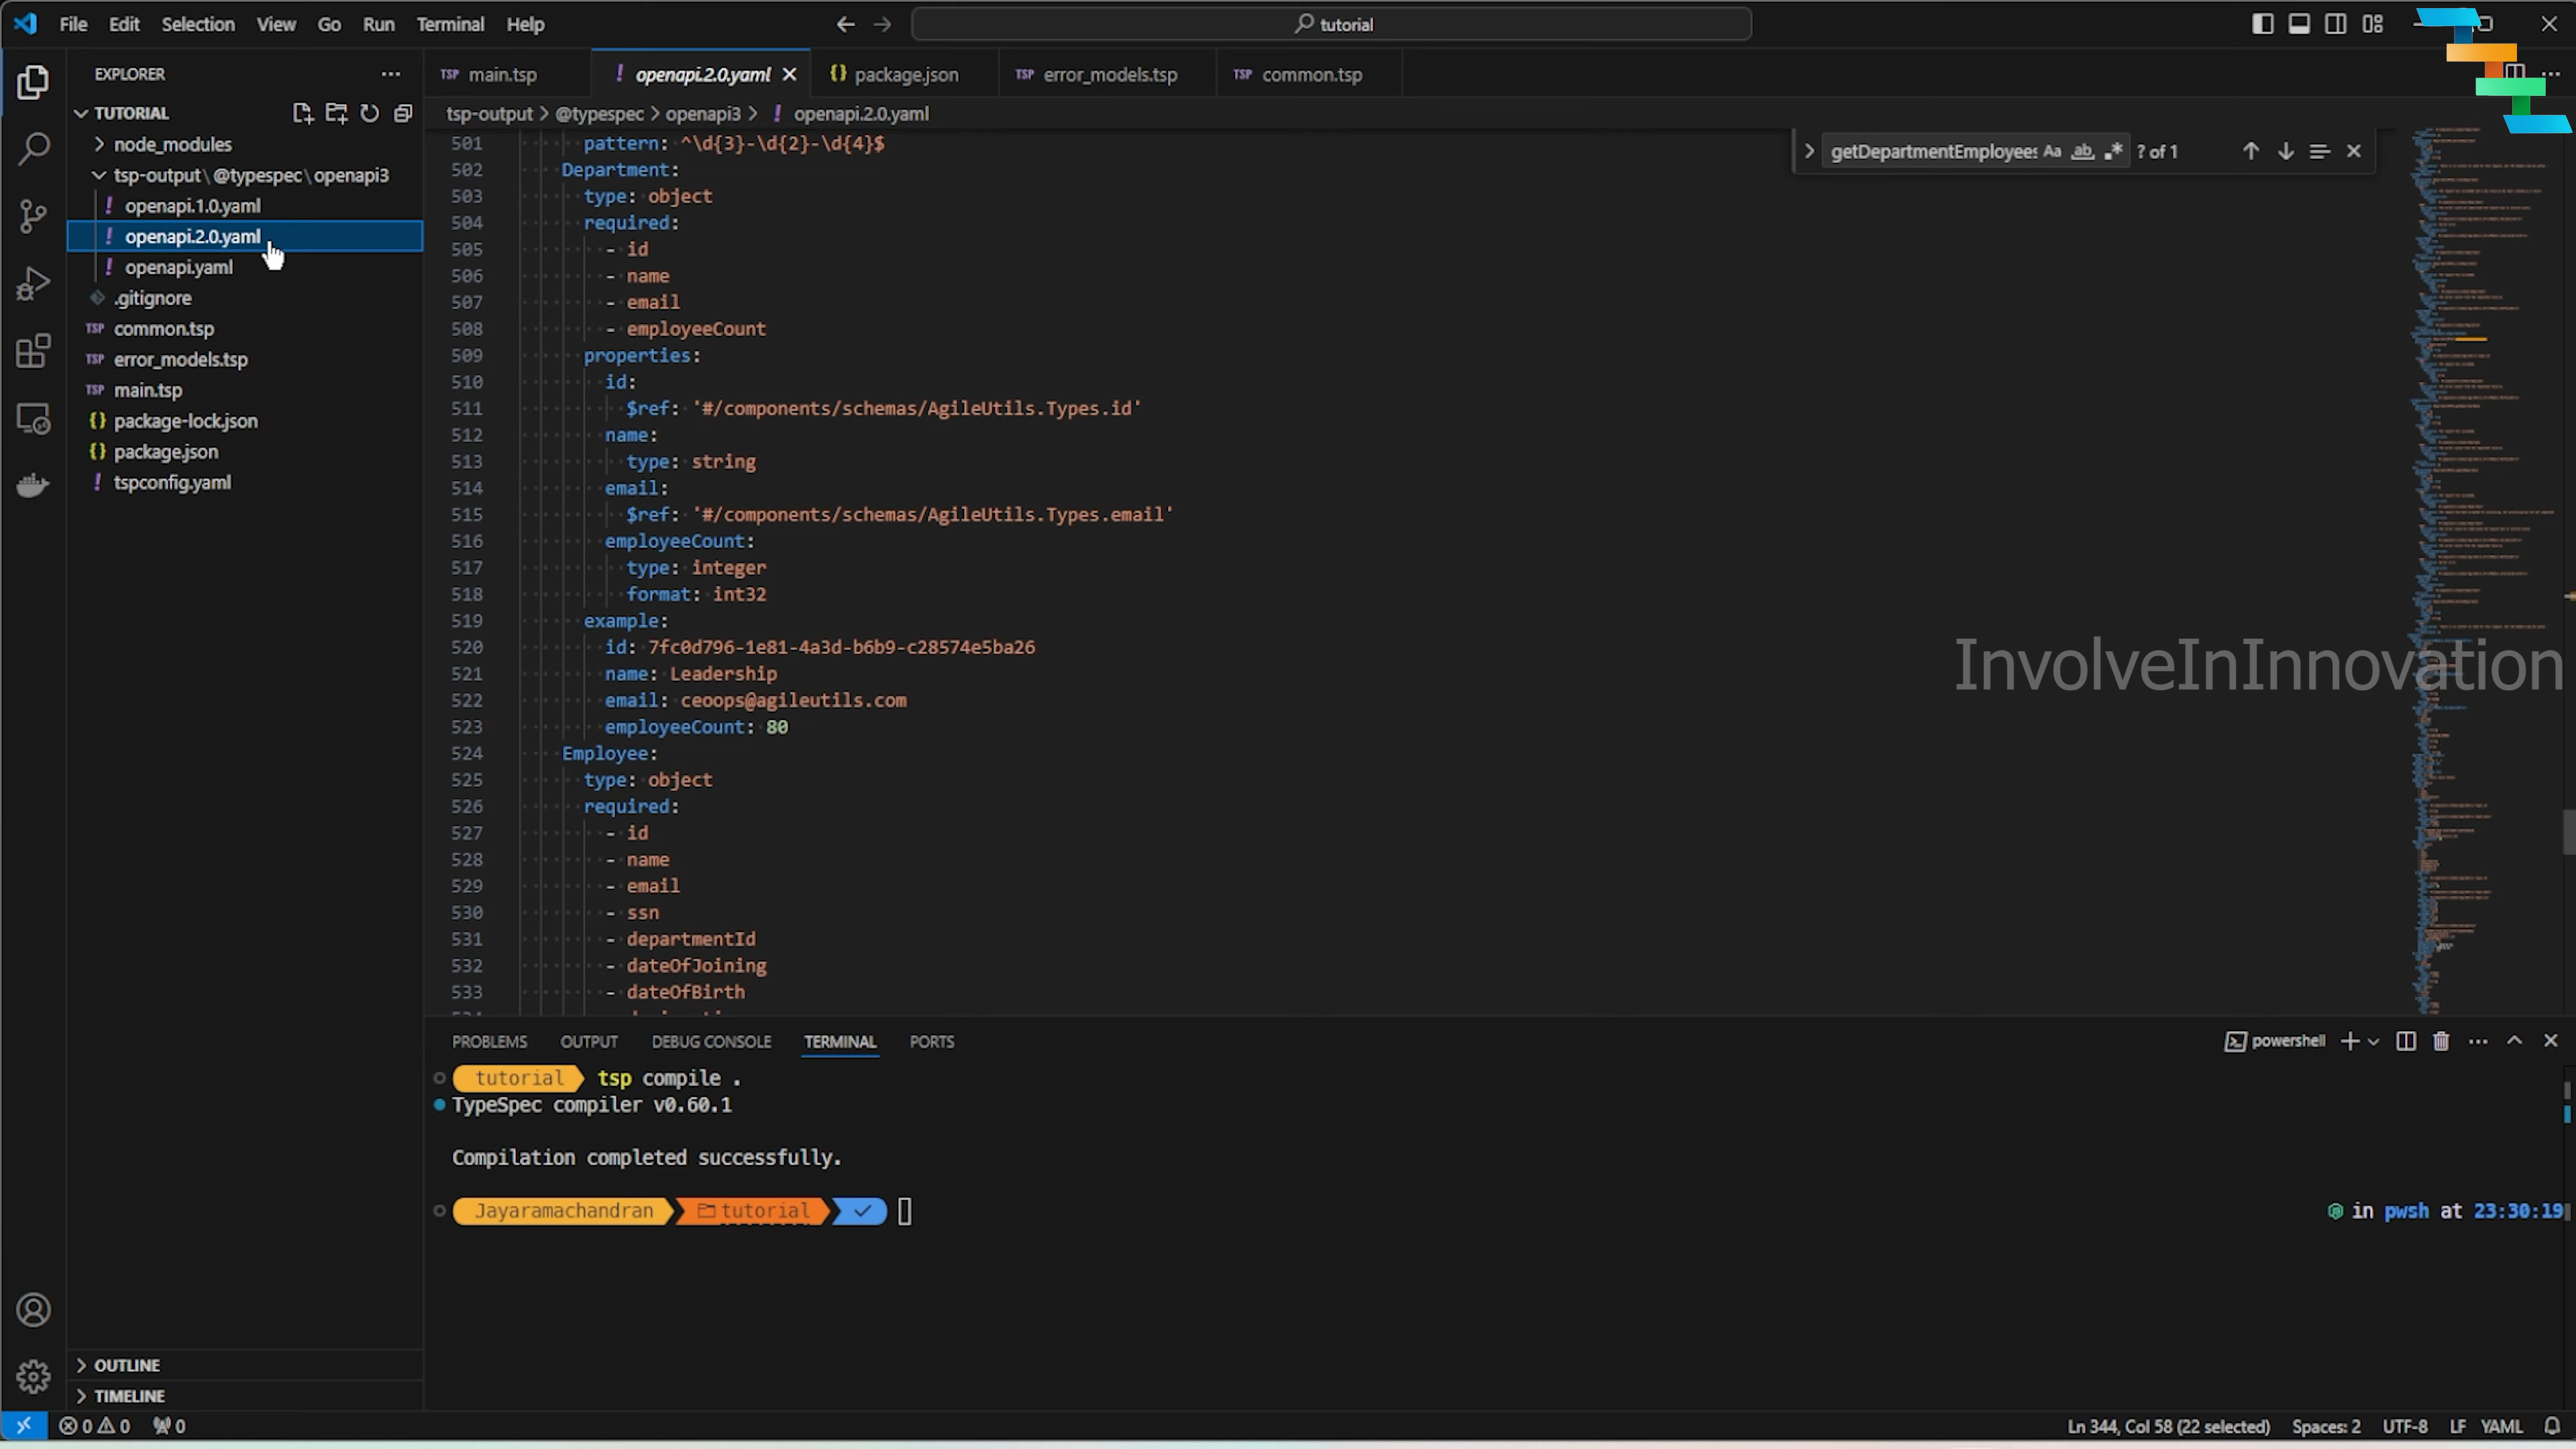 File Edit Selection View Go Run Terminal Help
tutorial
EXPLORER
TUTORIAL
node_modules
tsp-output\@typespec\openapi3
! openapi.1.0.yaml
! openapi.2.0.yaml
! openapi.yaml
.gitignore
TSP common.tsp
TSP error_models.tsp
TSP main.tsp
{} package-lock.json
{} package.json
! tspconfig.yaml
OUTLINE
TIMELINE
TSP main.tsp ! openapi.2.0.yaml {} package.json TSP error_models.tsp TSP common.tsp
tsp-output > @typespec > openapi3 > ! openapi.2.0.yaml
getDepartmentEmployees Aa ab .* ? of 1
501 pattern: ^\d{3}-\d{2}-\d{4}$
502 Department:
503 type: object
504 required:
505 - id
506 - name
507 - email
508 - employeeCount
509 properties:
510 id:
511 $ref: '#/components/schemas/AgileUtils.Types.id'
512 name:
513 type: string
514 email:
515 $ref: '#/components/schemas/AgileUtils.Types.email'
516 employeeCount:
517 type: integer
518 format: int32
519 example:
520 id: 7fc0d796-1e81-4a3d-b6b9-c28574e5ba26
521 name: Leadership
522 email: ceoops@agileutils.com
523 employeeCount: 80
524 Employee:
525 type: object
526 required:
527 - id
528 - name
529 - email
530 - ssn
531 - departmentId
532 - dateOfJoining
533 - dateOfBirth
InvolveInInnovation
PROBLEMS OUTPUT DEBUG CONSOLE TERMINAL PORTS
powershell
tutorial tsp compile .
TypeSpec compiler v0.60.1
Compilation completed successfully.
Jayaramachandran tutorial
in pwsh at 23:30:19
0 0 0
Ln 344, Col 58 (22 selected) Spaces: 2 UTF-8 LF YAML